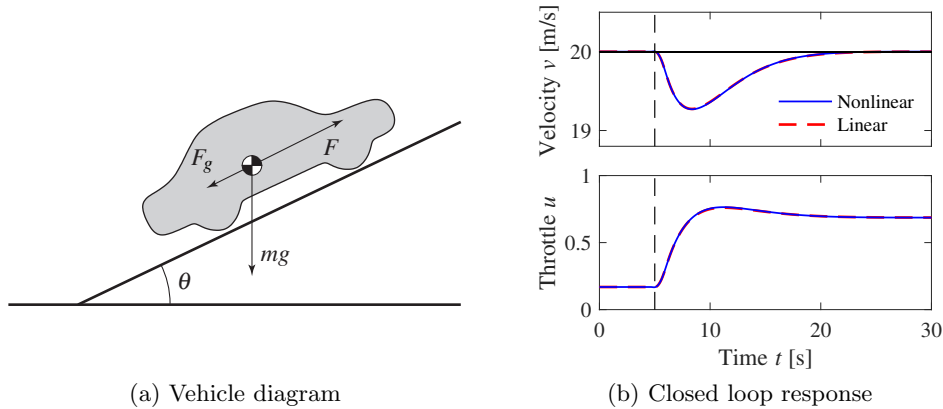 F_g
F
mg
θ
(a) Vehicle diagram
Velocity v [m/s]
20
19
Nonlinear
Linear
Throttle u
1
0.5
0
0 10 20 30
Time t [s]
(b) Closed loop response